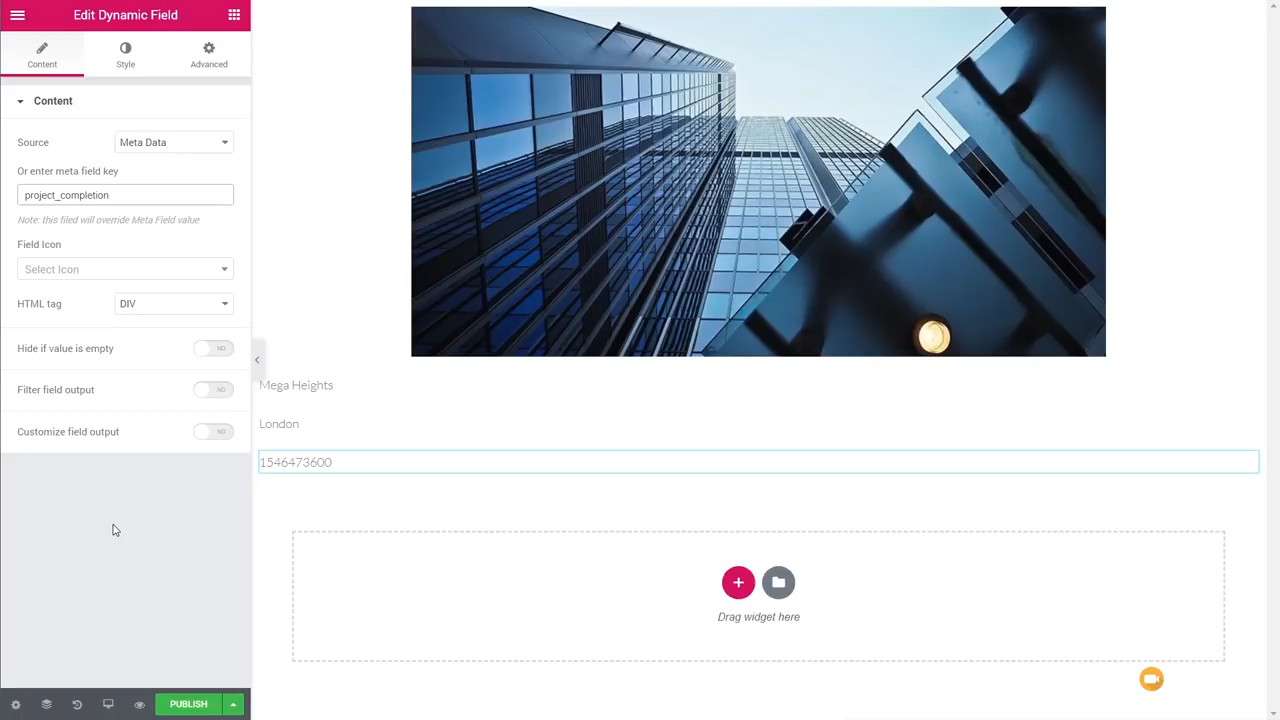 Edit Dynamic Field
Content
Style
Advanced
Content
Source
Meta Data
Or enter meta field key
project_completion
Note: this filed will override Meta Field value
Field Icon
Select Icon
HTML tag
DIV
Hide if value is empty
NO
Filter field output
NO
Customize field output
NO
PUBLISH
Mega Heights
London
1546473600
Drag widget here